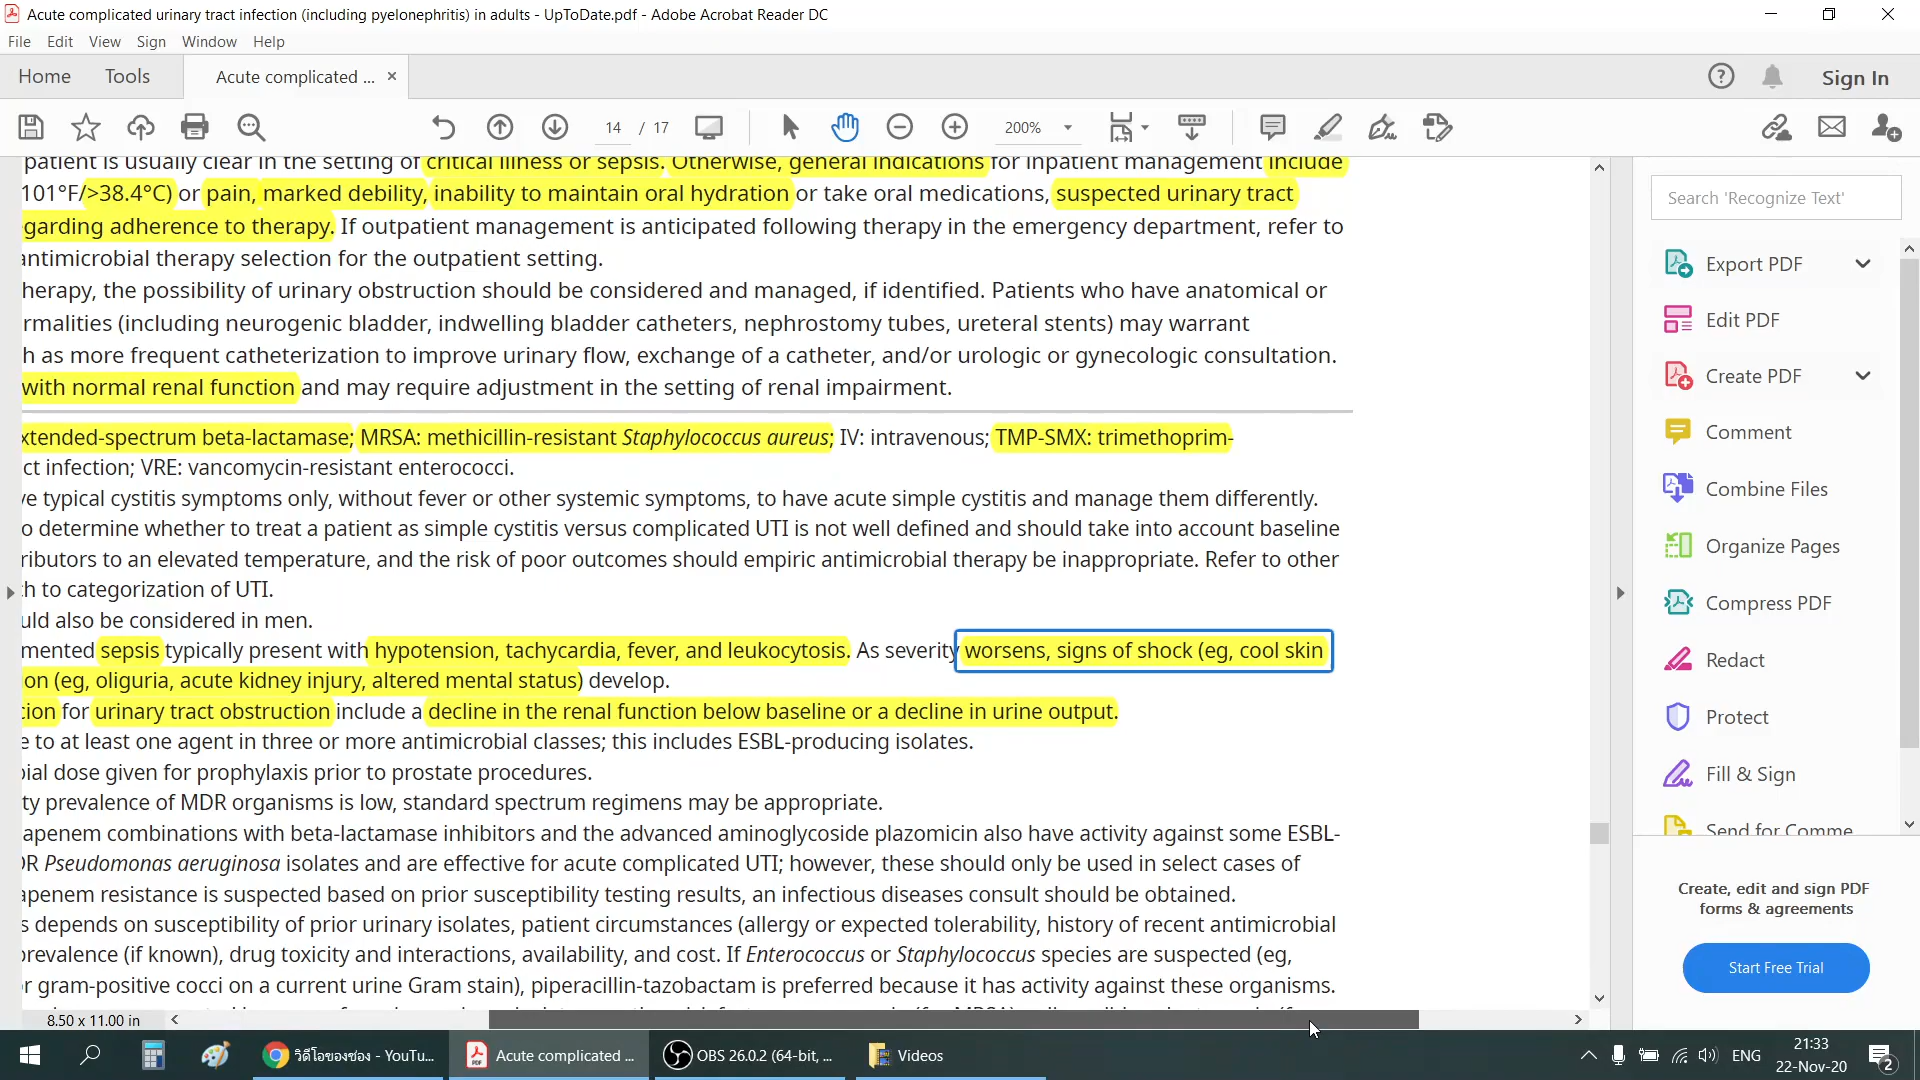 Acute complicated urinary tract infection (including pyelonephritis) in adults - UpToDate.pdf - Adobe Acrobat Reader DC
File Edit View Sign Window Help
Home Tools Acute complicated ... × Sign In
14 / 17 200%
patient is usually clear in the setting of critical illness or sepsis. Otherwise, general indications for inpatient management include
101°F/>38.4°C) or pain, marked debility, inability to maintain oral hydration or take oral medications, suspected urinary tract
garding adherence to therapy. If outpatient management is anticipated following therapy in the emergency department, refer to
antimicrobial therapy selection for the outpatient setting.
herapy, the possibility of urinary obstruction should be considered and managed, if identified. Patients who have anatomical or
rmalities (including neurogenic bladder, indwelling bladder catheters, nephrostomy tubes, ureteral stents) may warrant
h as more frequent catheterization to improve urinary flow, exchange of a catheter, and/or urologic or gynecologic consultation.
with normal renal function and may require adjustment in the setting of renal impairment.
xtended-spectrum beta-lactamase; MRSA: methicillin-resistant Staphylococcus aureus; IV: intravenous; TMP-SMX: trimethoprim-
ct infection; VRE: vancomycin-resistant enterococci.
ve typical cystitis symptoms only, without fever or other systemic symptoms, to have acute simple cystitis and manage them differently.
o determine whether to treat a patient as simple cystitis versus complicated UTI is not well defined and should take into account baseline
ributors to an elevated temperature, and the risk of poor outcomes should empiric antimicrobial therapy be inappropriate. Refer to other
h to categorization of UTI.
uld also be considered in men.
mented sepsis typically present with hypotension, tachycardia, fever, and leukocytosis. As severity worsens, signs of shock (eg, cool skin
on (eg, oliguria, acute kidney injury, altered mental status) develop.
cion for urinary tract obstruction include a decline in the renal function below baseline or a decline in urine output.
e to at least one agent in three or more antimicrobial classes; this includes ESBL-producing isolates.
bial dose given for prophylaxis prior to prostate procedures.
ty prevalence of MDR organisms is low, standard spectrum regimens may be appropriate.
apenem combinations with beta-lactamase inhibitors and the advanced aminoglycoside plazomicin also have activity against some ESBL-
DR Pseudomonas aeruginosa isolates and are effective for acute complicated UTI; however, these should only be used in select cases of
apenem resistance is suspected based on prior susceptibility testing results, an infectious diseases consult should be obtained.
s depends on susceptibility of prior urinary isolates, patient circumstances (allergy or expected tolerability, history of recent antimicrobial
prevalence (if known), drug toxicity and interactions, availability, and cost. If Enterococcus or Staphylococcus species are suspected (eg,
or gram-positive cocci on a current urine Gram stain), piperacillin-tazobactam is preferred because it has activity against these organisms.
8.50 x 11.00 in
Search 'Recognize Text'
Export PDF
Edit PDF
Create PDF
Comment
Combine Files
Organize Pages
Compress PDF
Redact
Protect
Fill & Sign
Send for Comme
Create, edit and sign PDF
forms & agreements
Start Free Trial
วิดีโอของช่อง - YouTu... Acute complicated ... OBS 26.0.2 (64-bit, ... Videos
ENG
21:33
22-Nov-20
2